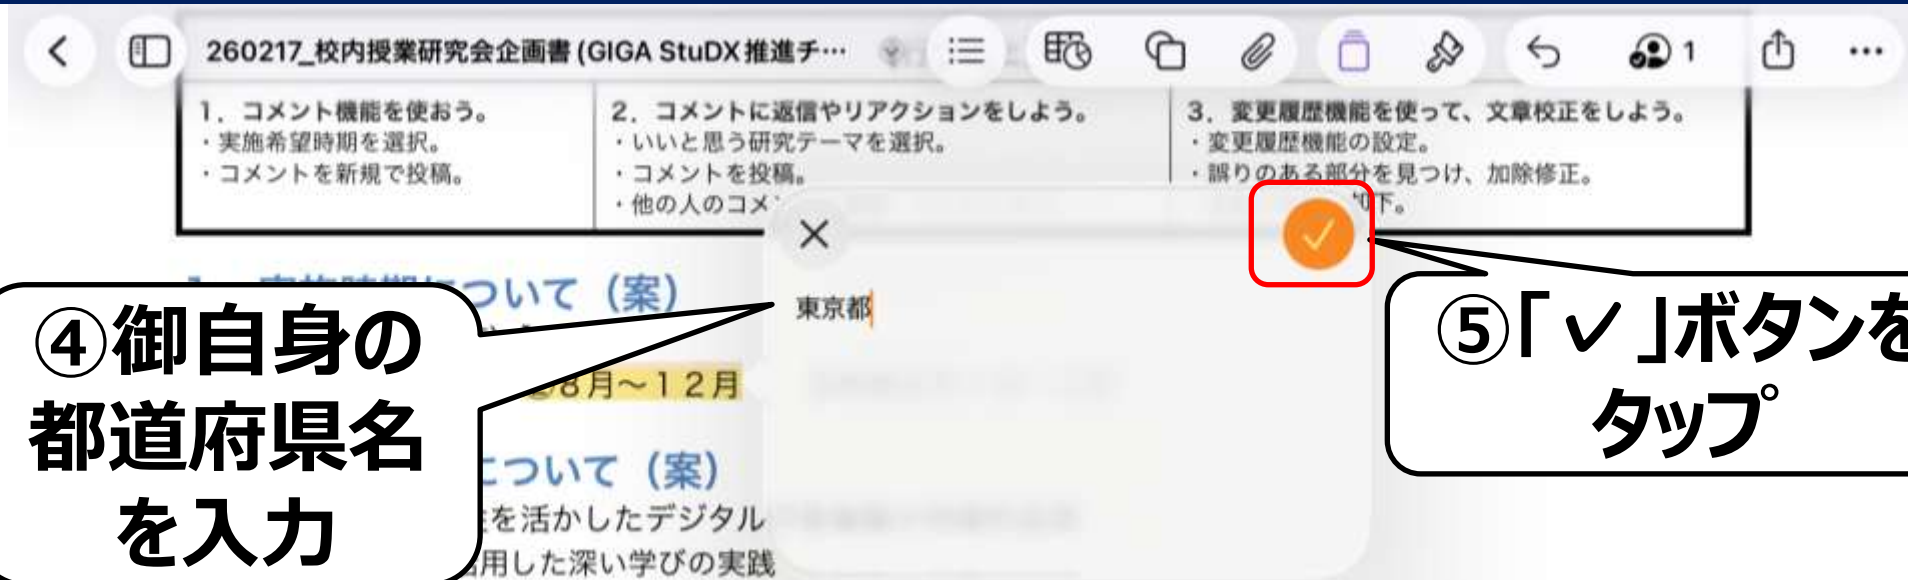 260217_校内授業研究会企画書 (GIGA StuDX推進チ…
1
1．コメント機能を使おう。
・実施希望時期を選択。
・コメントを新規で投稿。
2．コメントに返信やリアクションをしよう。
・いいと思う研究テーマを選択。
・コメントを投稿。
・他の人のコメ
3．変更履歴機能を使って、文章校正をしよう。
・変更履歴機能の設定。
・誤りのある部分を見つけ、加除修正。
下。
ついて（案）
東京都
8月～12月
④御自身の
都道府県名
を入力
⑤「✓」ボタンを
タップ
について（案）
を活かしたデジタル
用した深い学びの実践